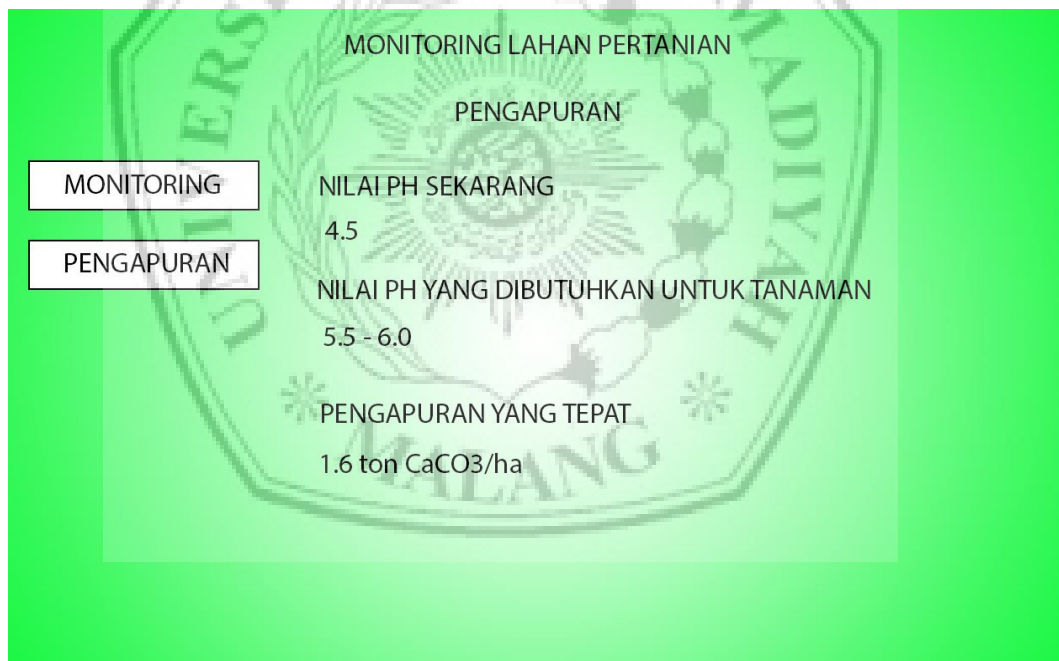 MONITORING LAHAN PERTANIAN
PENGAPURAN
MONITORING
PENGAPURAN
NILAI PH SEKARANG
4.5
NILAI PH YANG DIBUTUHKAN UNTUK TANAMAN
5.5 - 6.0
PENGAPURAN YANG TEPAT
1.6 ton CaCO3/ha
MALANG